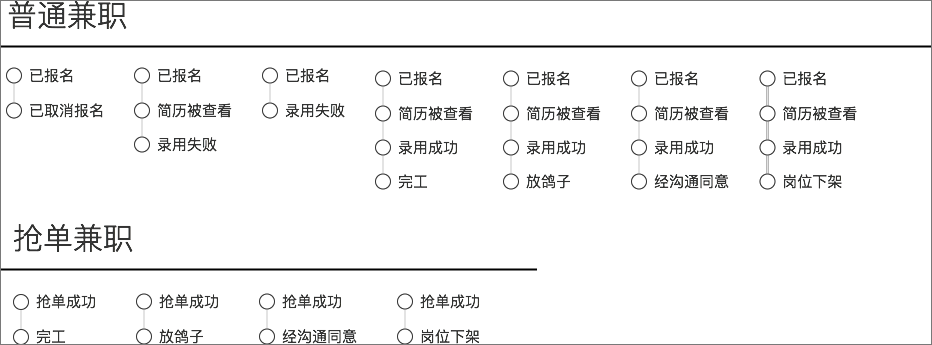 普通兼职
已报名
已取消报名
已报名
简历被查看
录用失败
已报名
录用失败
已报名
简历被查看
录用成功
完工
已报名
简历被查看
录用成功
放鸽子
已报名
简历被查看
录用成功
经沟通同意
已报名
简历被查看
录用成功
岗位下架
抢单兼职
抢单成功
完工
抢单成功
放鸽子
抢单成功
经沟通同意
抢单成功
岗位下架